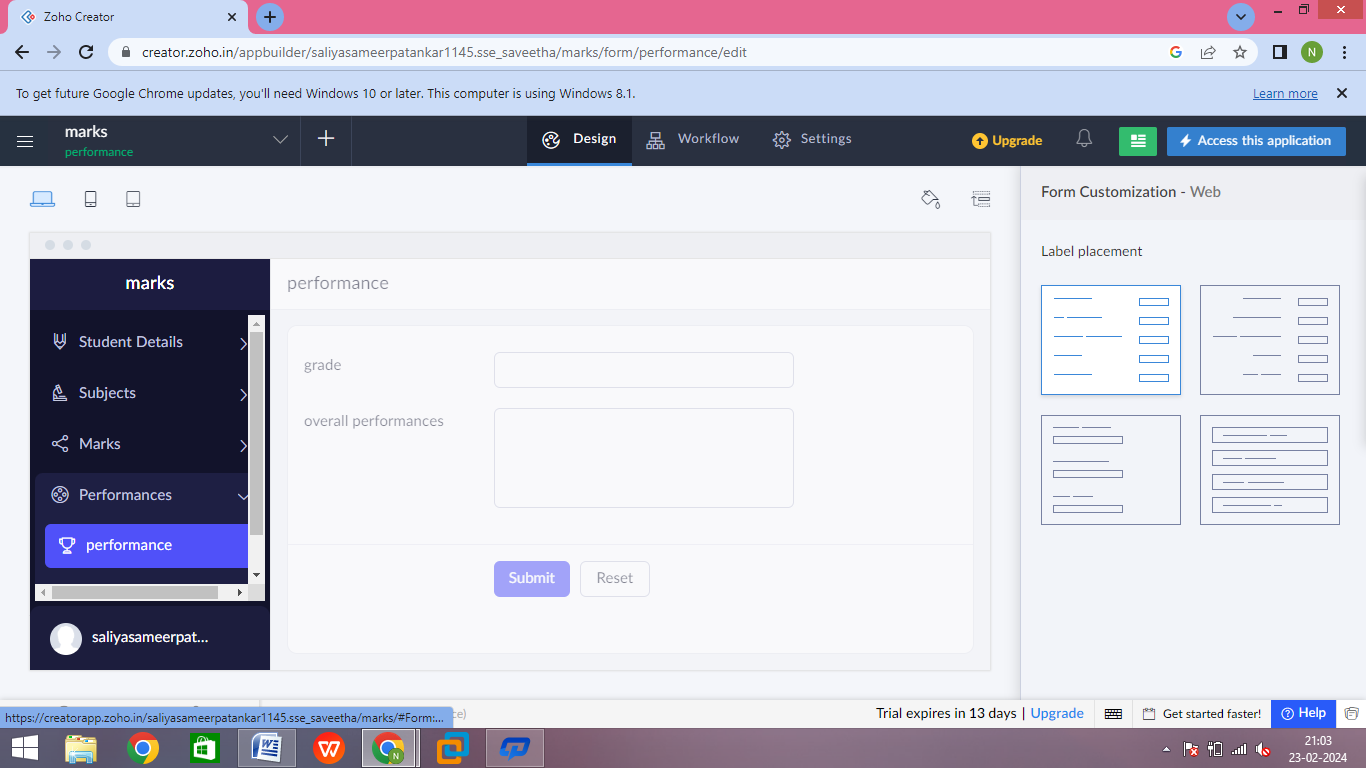 Zoho Creator
creator.zoho.in/appbuilder/saliyasameerpatankar1145.sse_saveetha/marks/form/performance/edit
N
To get future Google Chrome updates, you'll need Windows 10 or later. This computer is using Windows 8.1.
Learn more
marks
performance
Design
Workflow
Settings
Upgrade
Access this application
Form Customization - Web
Label placement
marks
performance
Student Details
Subjects
Marks
Performances
performance
saliyasameerpat...
grade
overall performances
Submit
Reset
https://creatorapp.zoho.in/saliyasameerpatankar1145.sse_saveetha/marks/#Form:...
Trial expires in 13 days | Upgrade
Get started faster!
Help
21:03
23-02-2024